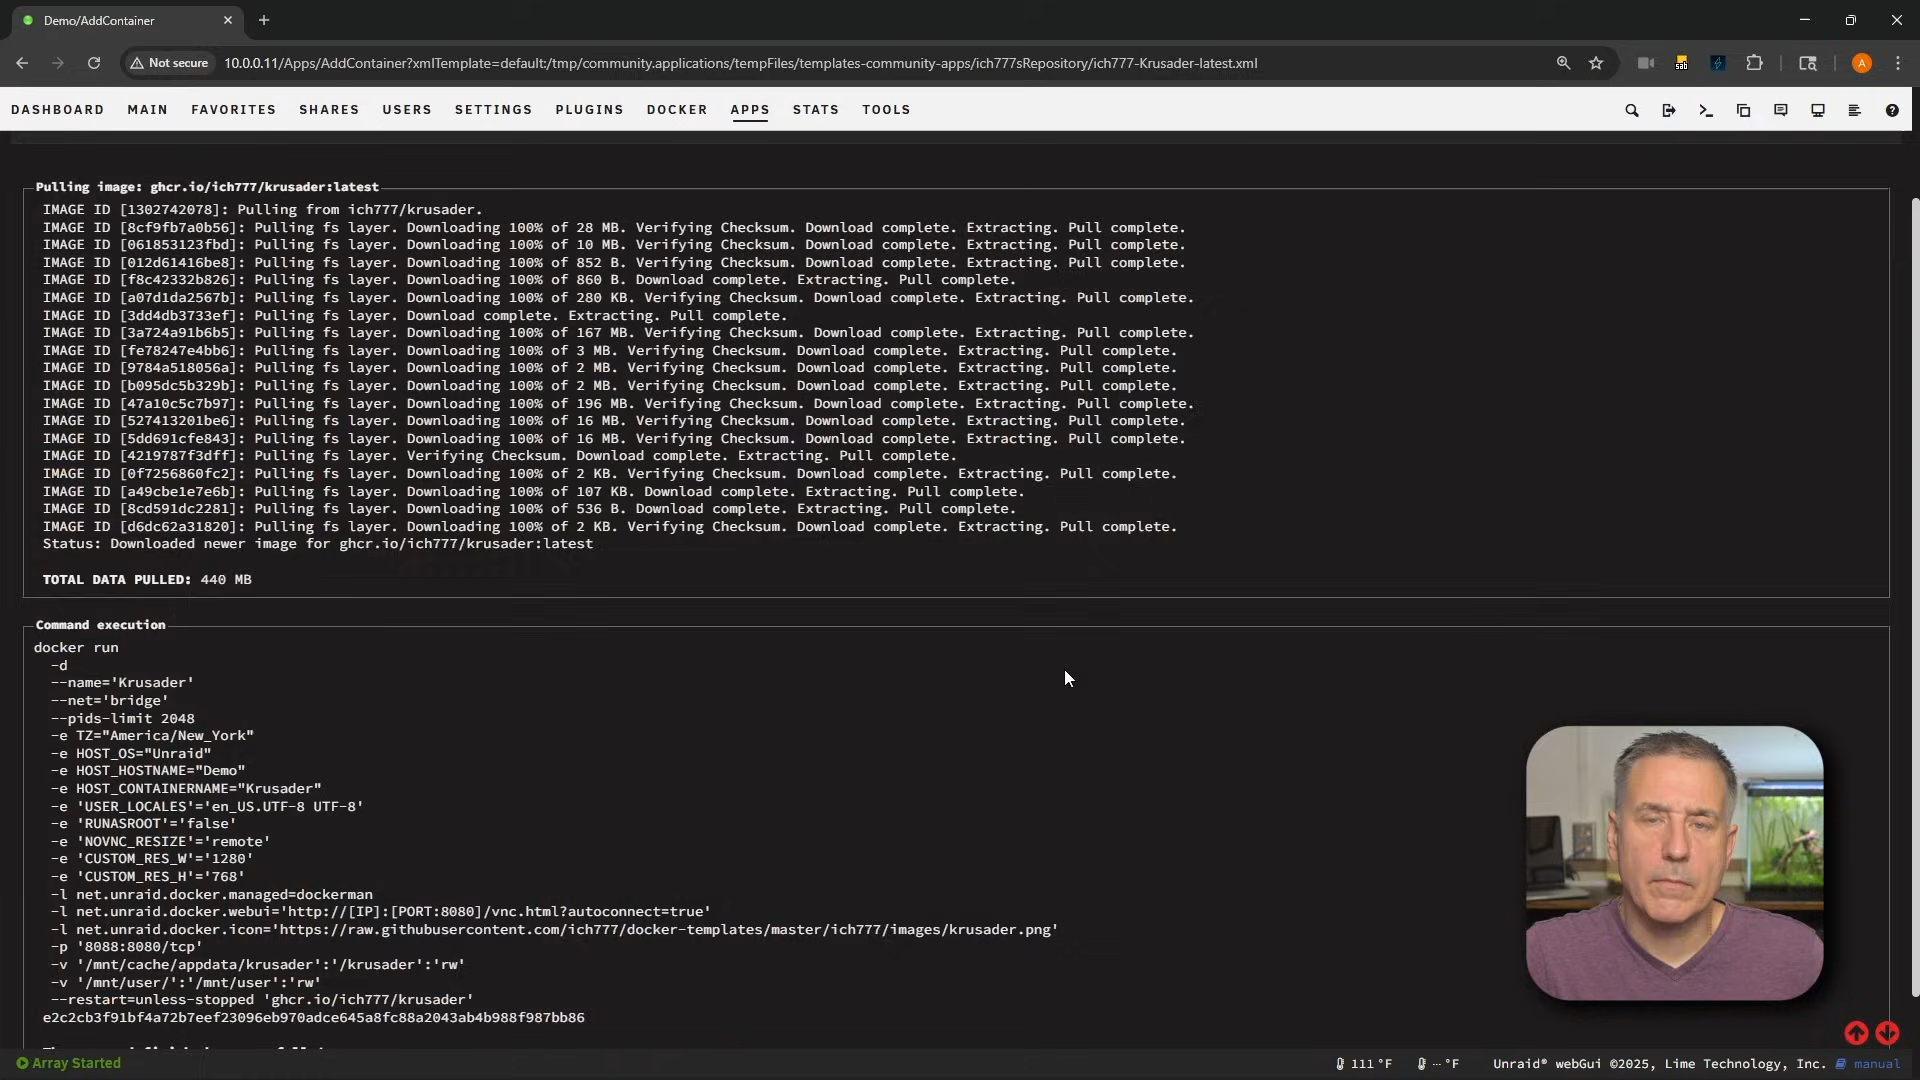 Demo/AddContainer
Not secure
10.0.0.11/Apps/AddContainer?xmlTemplate=default:/tmp/community.applications/tempFiles/templates-community-apps/ich777sRepository/ich777-Krusader-latest.xml
sab
A
DASHBOARD MAIN FAVORITES SHARES USERS SETTINGS PLUGINS DOCKER APPS STATS TOOLS
Pulling image: ghcr.io/ich777/krusader:latest
IMAGE ID [1302742078]: Pulling from ich777/krusader.
IMAGE ID [8cf9fb7a0b56]: Pulling fs layer. Downloading 100% of 28 MB. Verifying Checksum. Download complete. Extracting. Pull complete.
IMAGE ID [061853123fbd]: Pulling fs layer. Downloading 100% of 10 MB. Verifying Checksum. Download complete. Extracting. Pull complete.
IMAGE ID [012d61416be8]: Pulling fs layer. Downloading 100% of 852 B. Verifying Checksum. Download complete. Extracting. Pull complete.
IMAGE ID [f8c42332b826]: Pulling fs layer. Downloading 100% of 860 B. Download complete. Extracting. Pull complete.
IMAGE ID [a07d1da2567b]: Pulling fs layer. Downloading 100% of 280 KB. Verifying Checksum. Download complete. Extracting. Pull complete.
IMAGE ID [3dd4db3733ef]: Pulling fs layer. Download complete. Extracting. Pull complete.
IMAGE ID [3a724a91b6b5]: Pulling fs layer. Downloading 100% of 167 MB. Verifying Checksum. Download complete. Extracting. Pull complete.
IMAGE ID [fe78247e4bb6]: Pulling fs layer. Downloading 100% of 3 MB. Verifying Checksum. Download complete. Extracting. Pull complete.
IMAGE ID [9784a518056a]: Pulling fs layer. Downloading 100% of 2 MB. Verifying Checksum. Download complete. Extracting. Pull complete.
IMAGE ID [b095dc5b329b]: Pulling fs layer. Downloading 100% of 2 MB. Verifying Checksum. Download complete. Extracting. Pull complete.
IMAGE ID [47a10c5c7b97]: Pulling fs layer. Downloading 100% of 196 MB. Verifying Checksum. Download complete. Extracting. Pull complete.
IMAGE ID [527413201be6]: Pulling fs layer. Downloading 100% of 16 MB. Verifying Checksum. Download complete. Extracting. Pull complete.
IMAGE ID [5dd691cfe843]: Pulling fs layer. Downloading 100% of 16 MB. Verifying Checksum. Download complete. Extracting. Pull complete.
IMAGE ID [4219787f3dff]: Pulling fs layer. Verifying Checksum. Download complete. Extracting. Pull complete.
IMAGE ID [0f7256860fc2]: Pulling fs layer. Downloading 100% of 2 KB. Verifying Checksum. Download complete. Extracting. Pull complete.
IMAGE ID [a49cbe1e7e6b]: Pulling fs layer. Downloading 100% of 107 KB. Download complete. Extracting. Pull complete.
IMAGE ID [8cd591dc2281]: Pulling fs layer. Downloading 100% of 536 B. Download complete. Extracting. Pull complete.
IMAGE ID [d6dc62a31820]: Pulling fs layer. Downloading 100% of 2 KB. Verifying Checksum. Download complete. Extracting. Pull complete.
Status: Downloaded newer image for ghcr.io/ich777/krusader:latest
TOTAL DATA PULLED: 440 MB
Command execution
docker run
-d
--name='Krusader'
--net='bridge'
--pids-limit 2048
-e TZ="America/New_York"
-e HOST_OS="Unraid"
-e HOST_HOSTNAME="Demo"
-e HOST_CONTAINERNAME="Krusader"
-e 'USER_LOCALES'='en_US.UTF-8 UTF-8'
-e 'RUNASROOT'='false'
-e 'NOVNC_RESIZE'='remote'
-e 'CUSTOM_RES_W'='1280'
-e 'CUSTOM_RES_H'='768'
-l net.unraid.docker.managed=dockerman
-l net.unraid.docker.webui='http://[IP]:[PORT:8080]/vnc.html?autoconnect=true'
-l net.unraid.docker.icon='https://raw.githubusercontent.com/ich777/docker-templates/master/ich777/images/krusader.png'
-p '8088:8080/tcp'
-v '/mnt/cache/appdata/krusader':'/krusader':'rw'
-v '/mnt/user/':'/mnt/user':'rw'
--restart=unless-stopped 'ghcr.io/ich777/krusader'
e2c2cb3f91bf4a72b7eef23096eb970adce645a8fc88a2043ab4b988f987bb86
Array Started
111 °F -- °F Unraid® webGui ©2025, Lime Technology, Inc. manual